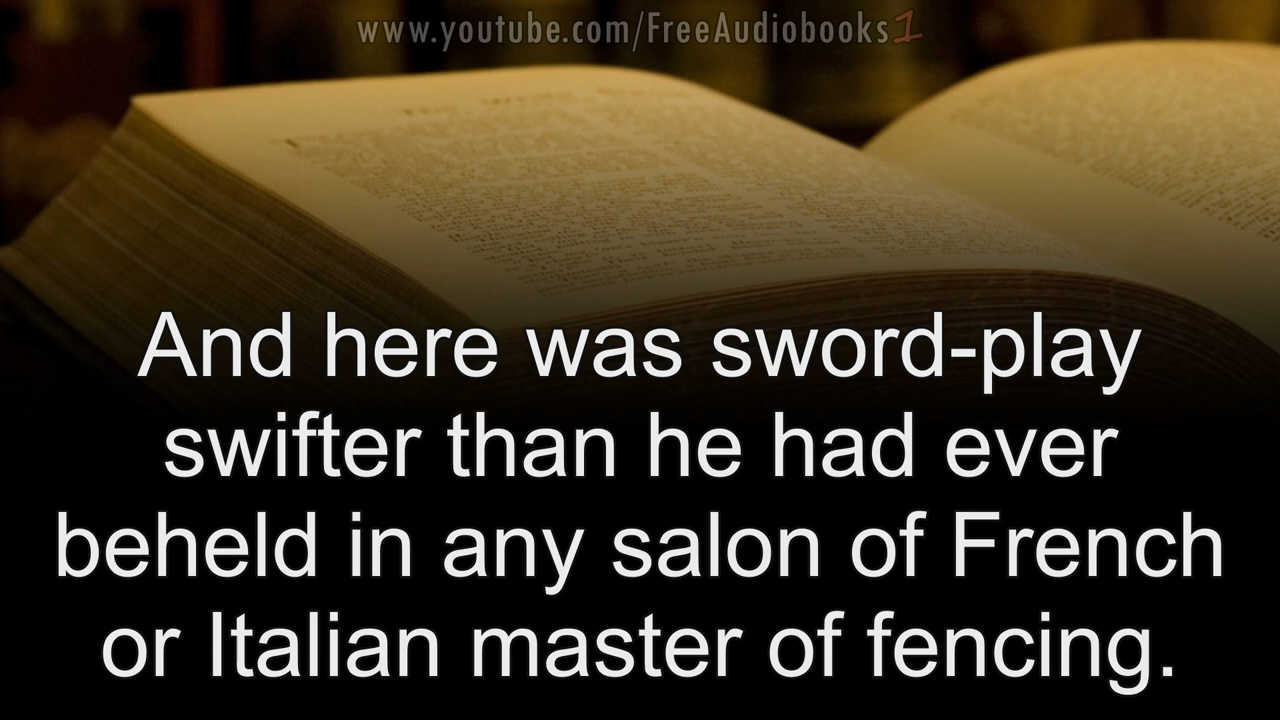 www.youtube.com/FreeAudiobooks1
And here was sword-play
swifter than he had ever
beheld in any salon of French
or Italian master of fencing.